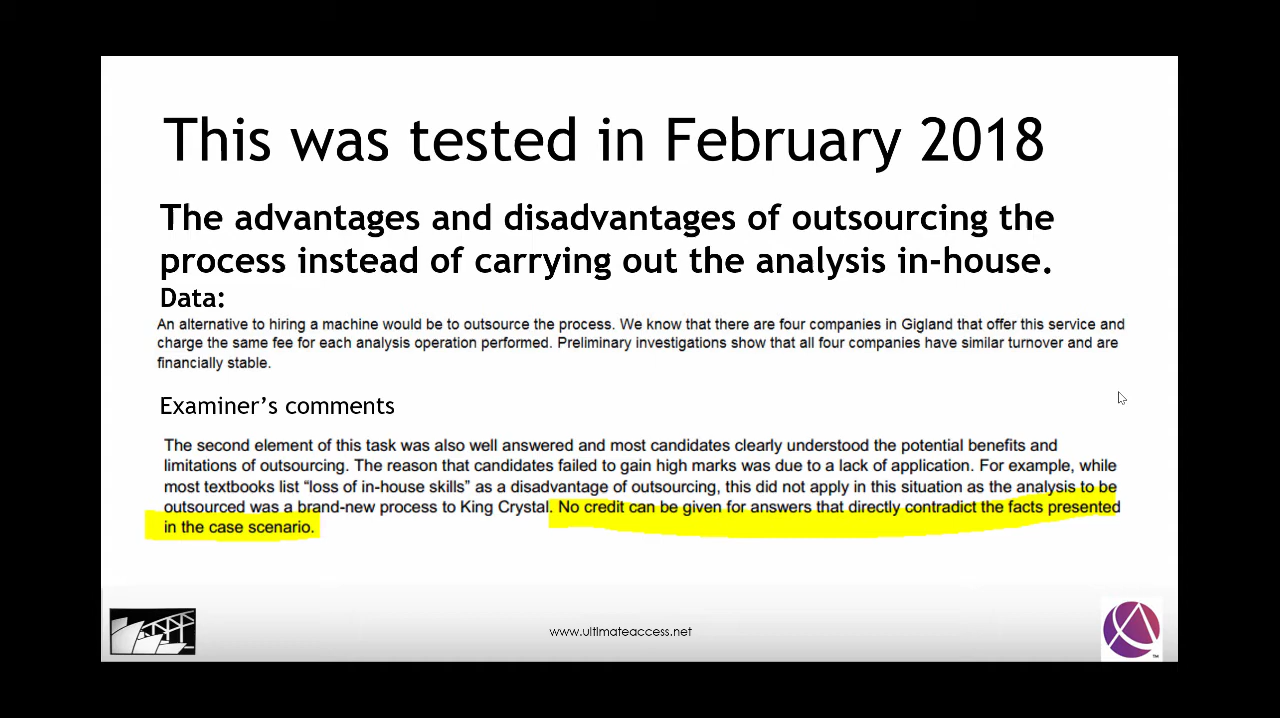 This was tested in February 2018
The advantages and disadvantages of outsourcing the
process instead of carrying out the analysis in-house.
Data:
An alternative to hiring a machine would be to outsource the process. We know that there are four companies in Gigland that offer this service and
charge the same fee for each analysis operation performed. Preliminary investigations show that all four companies have similar turnover and are
financially stable.
Examiner's comments
The second element of this task was also well answered and most candidates clearly understood the potential benefits and
limitations of outsourcing. The reason that candidates failed to gain high marks was due to a lack of application. For example, while
most textbooks list “loss of in-house skills” as a disadvantage of outsourcing, this did not apply in this situation as the analysis to be
outsourced was a brand-new process to King Crystal. No credit can be given for answers that directly contradict the facts presented
in the case scenario.
www.ultimateaccess.net
TM